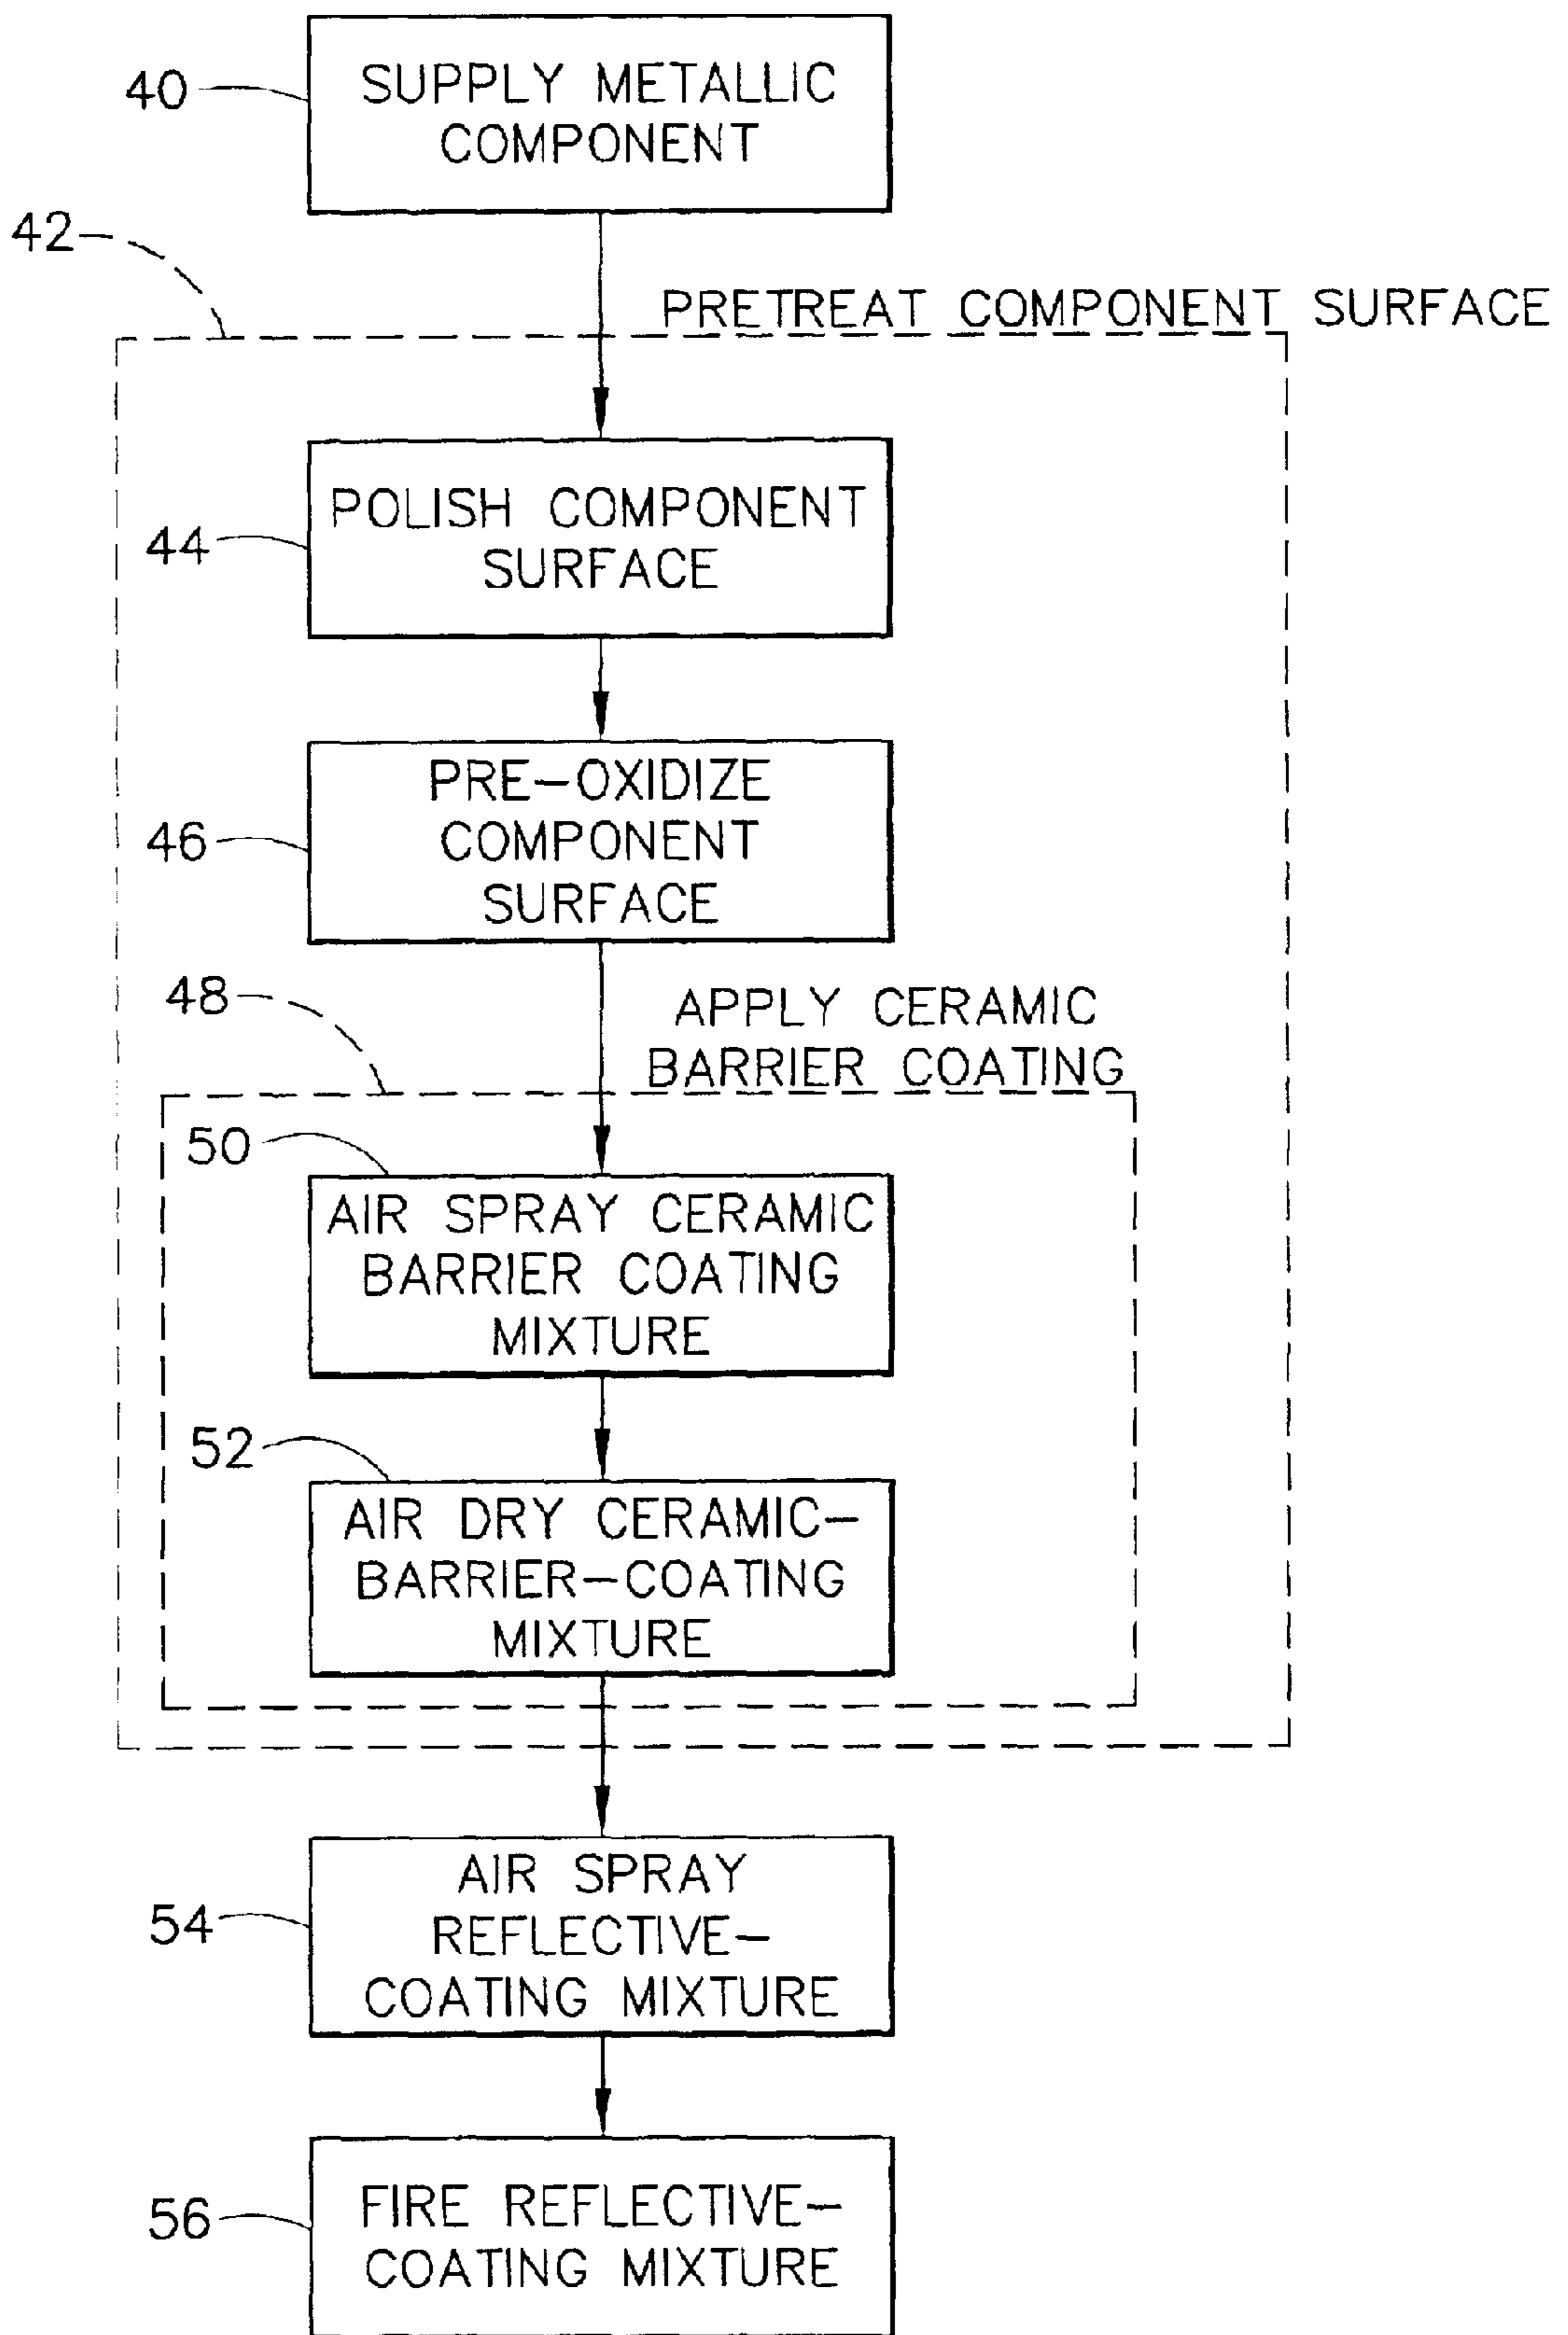 40
SUPPLY METALLIC
COMPONENT
42
PRETREAT COMPONENT SURFACE
44
POLISH COMPONENT
SURFACE
46
PRE-OXIDIZE
COMPONENT
SURFACE
48
APPLY CERAMIC
BARRIER COATING
50
AIR SPRAY CERAMIC
BARRIER COATING
MIXTURE
52
AIR DRY CERAMIC-
BARRIER-COATING
MIXTURE
54
AIR SPRAY
REFLECTIVE-
COATING MIXTURE
56
FIRE REFLECTIVE-
COATING MIXTURE